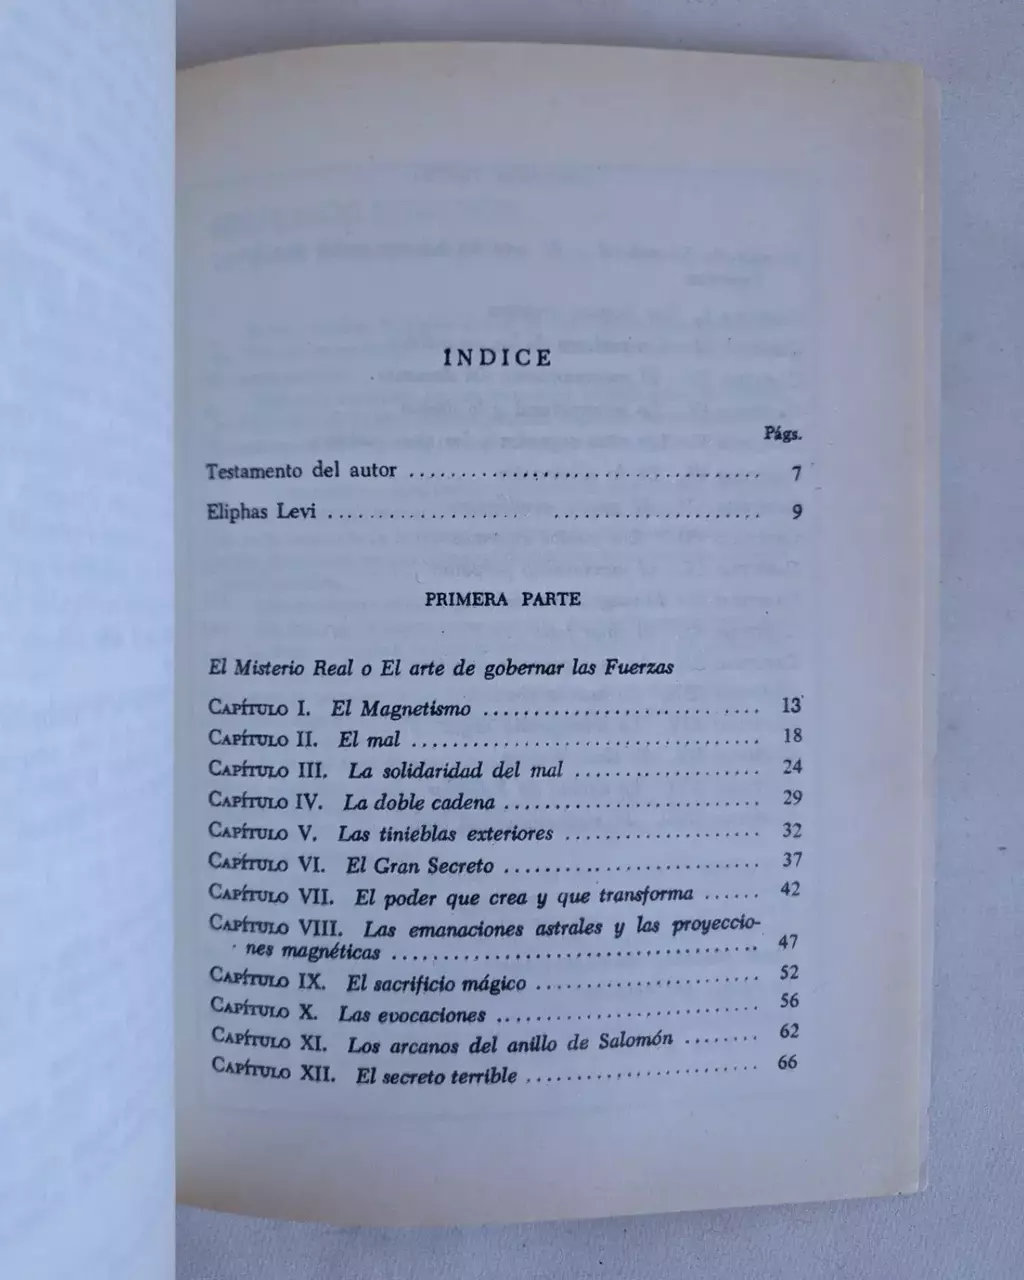 ÍNDICE
Págs.
Testamento del autor ................................ 7
Eliphas Levi ................................ 9
PRIMERA PARTE
El Misterio Real o El arte de gobernar las Fuerzas
CAPÍTULO I. El Magnetismo ........................ 13
CAPÍTULO II. El mal ................................ 18
CAPÍTULO III. La solidaridad del mal .................. 24
CAPÍTULO IV. La doble cadena ........................ 29
CAPÍTULO V. Las tinieblas exteriores .................. 32
CAPÍTULO VI. El Gran Secreto ........................ 37
CAPÍTULO VII. El poder que crea y que transforma ...... 42
CAPÍTULO VIII. Las emanaciones astrales y las proyeccio-
nes magnéticas ................................ 47
CAPÍTULO IX. El sacrificio mágico .................... 52
CAPÍTULO X. Las evocaciones ........................ 56
CAPÍTULO XI. Los arcanos del anillo de Salomón ........ 62
CAPÍTULO XII. El secreto terrible ........................ 66